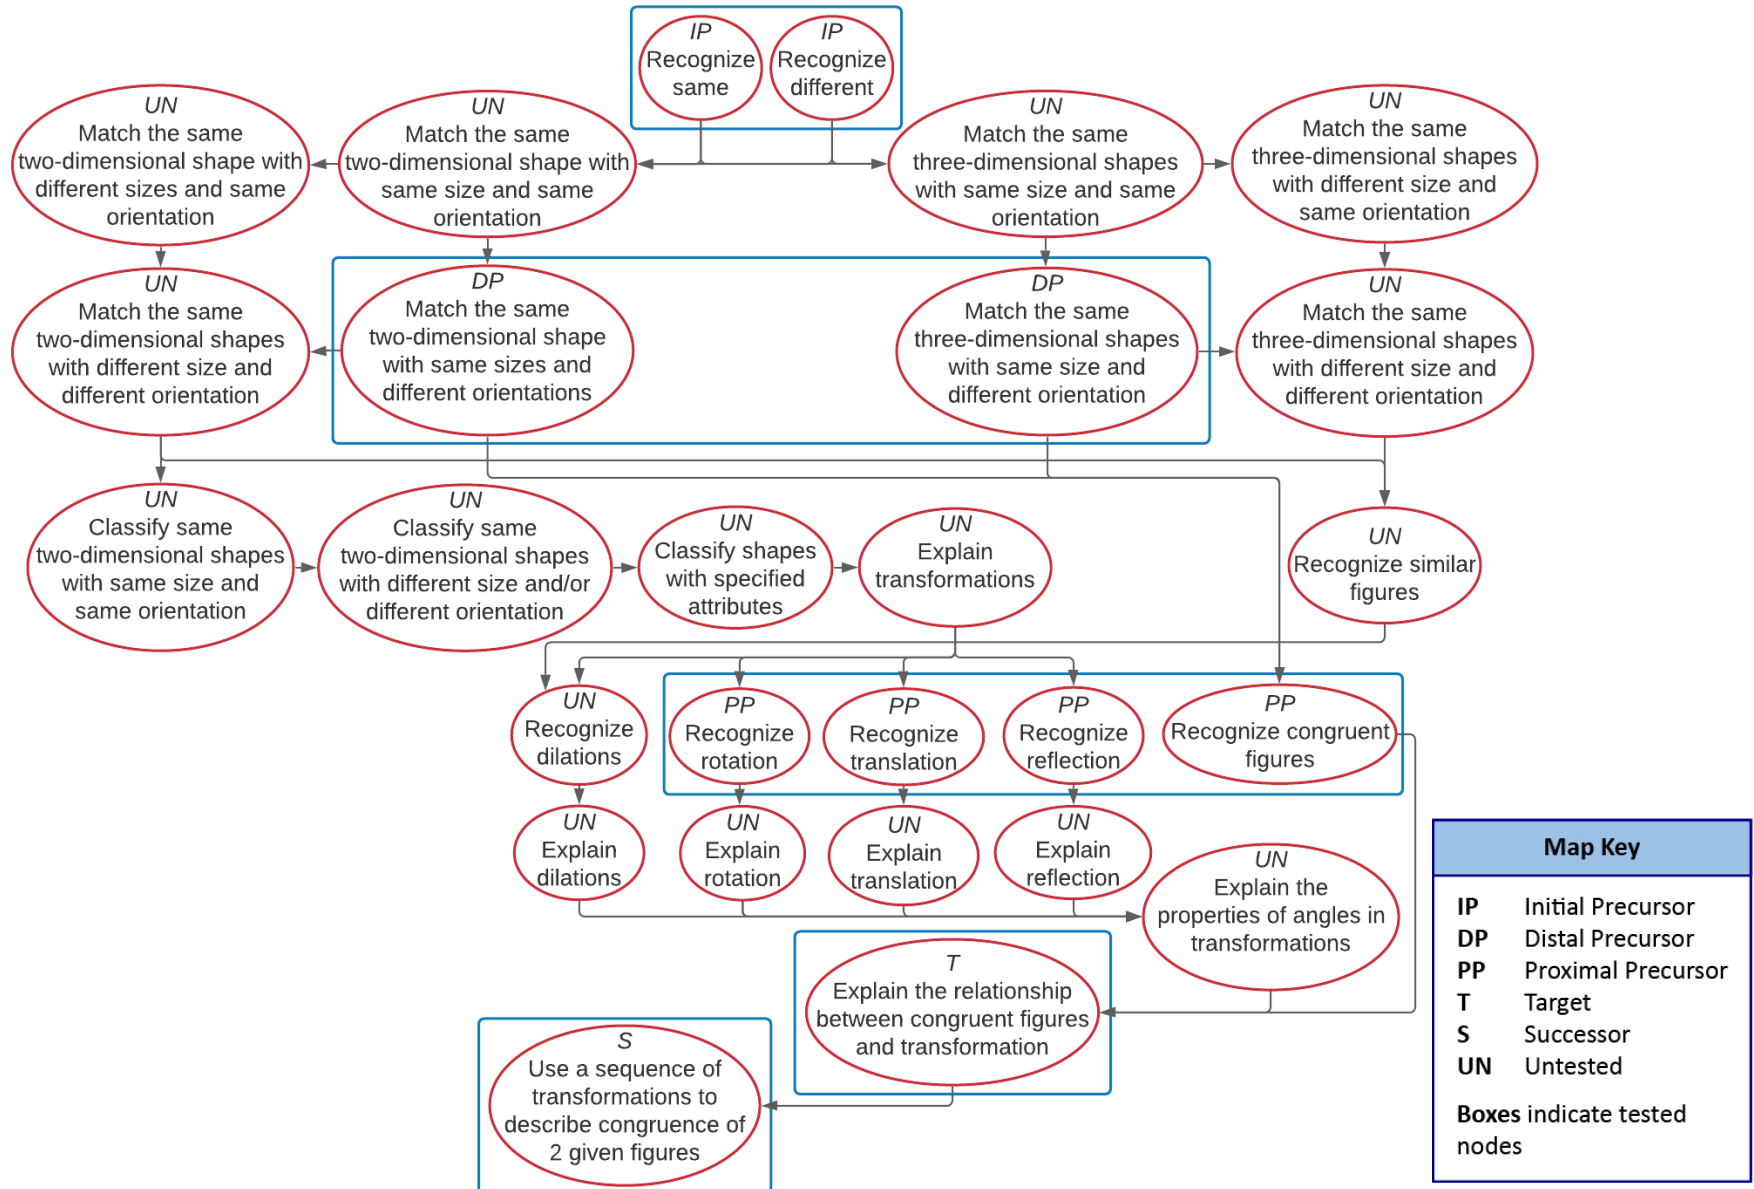 IP
Recognize
same
IP
Recognize
different
UN
Match the same
two-dimensional shape with
different sizes and same
orientation
UN
Match the same
two-dimensional shape with
same size and same
orientation
UN
Match the same
three-dimensional shapes
with same size and same
orientation
UN
Match the same
three-dimensional shapes
with different size and
same orientation
UN
Match the same
two-dimensional shapes
with different size and
different orientation
DP
Match the same
two-dimensional shape
with same sizes and
different orientations
DP
Match the same
three-dimensional shapes
with same size and
different orientation
UN
Match the same
three-dimensional shapes
with different size and
different orientation
UN
Classify same
two-dimensional shapes
with same size and
same orientation
UN
Classify same
two-dimensional shapes
with different size and/or
different orientation
UN
Classify shapes
with specified
attributes
UN
Explain
transformations
UN
Recognize similar
figures
UN
Recognize
dilations
PP
Recognize
rotation
PP
Recognize
translation
PP
Recognize
reflection
PP
Recognize congruent
figures
UN
Explain
dilations
UN
Explain
rotation
UN
Explain
translation
UN
Explain
reflection
UN
Explain the
properties of angles in
transformations
T
Explain the relationship
between congruent figures
and transformation
S
Use a sequence of
transformations to
describe congruence of
2 given figures
Map Key
IP Initial Precursor
DP Distal Precursor
PP Proximal Precursor
T Target
S Successor
UN Untested
Boxes indicate tested
nodes